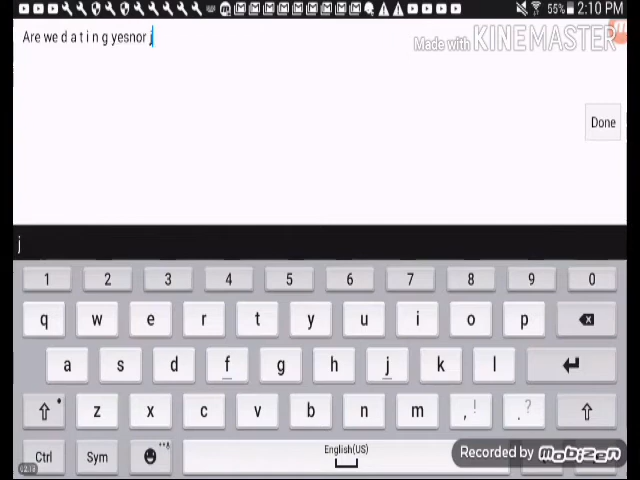 55% 2:10 PM
Are we d a t i n g yesnor j
Made with KINEMASTER
Done
j
1 2 3 4 5 6 7 8 9 0
q w e r t y u i o p
a s d f g h j k l
z x c v b n m , ! . ?
Ctrl Sym English(US)
Recorded by Mobizen